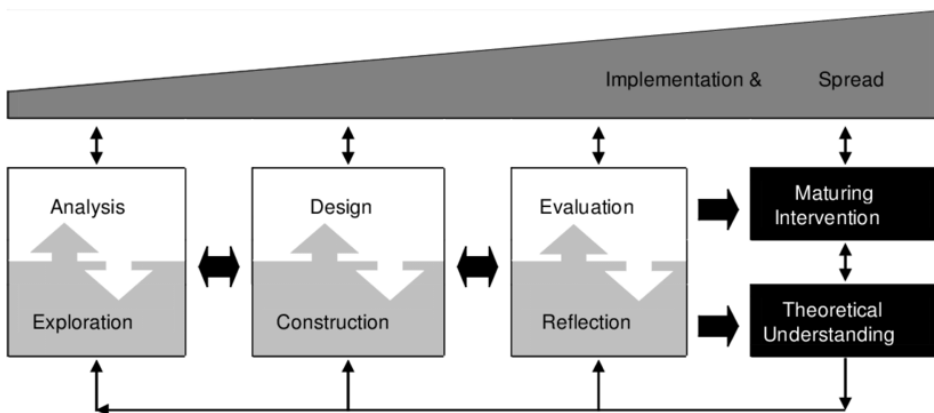 Implementation & Spread
Analysis
Exploration
Design
Construction
Evaluation
Reflection
Maturing
Intervention
Theoretical
Understanding